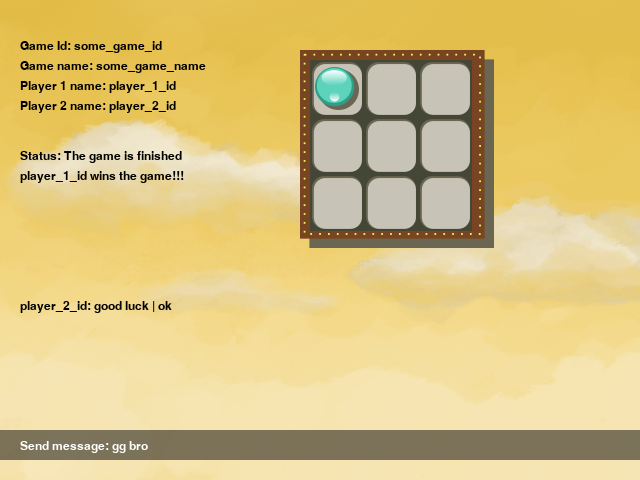 Game Id: some_game_id
Game name: some_game_name
Player 1 name: player_1_id
Player 2 name: player_2_id
Status: The game is finished
player_1_id wins the game!!!
player_2_id: good luck | ok
Send message: gg bro